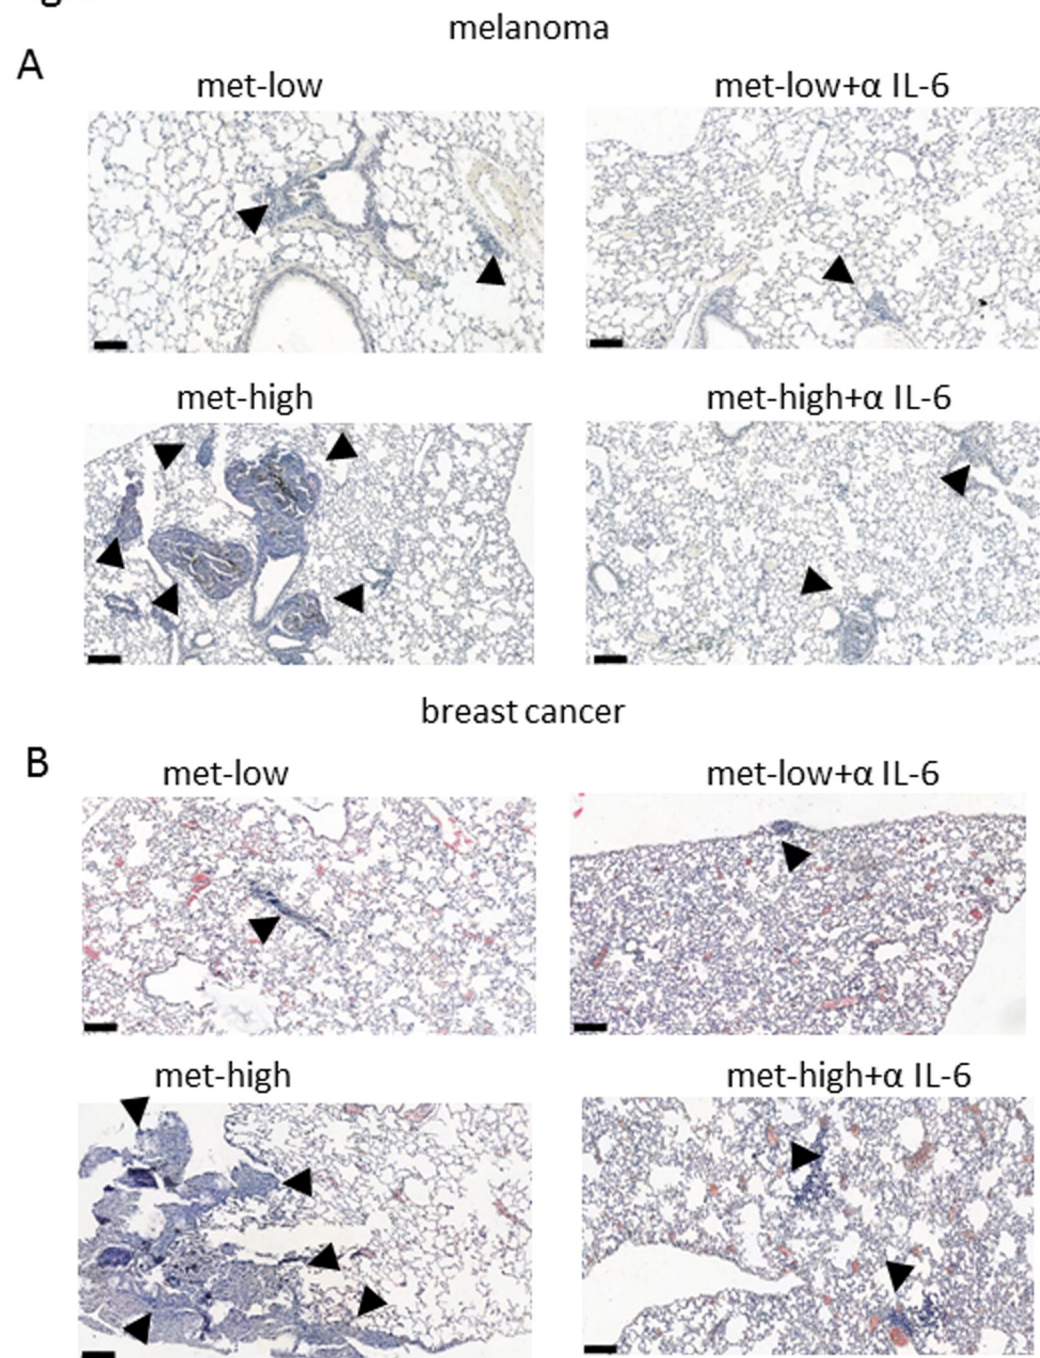 melanoma
A
met-low
met-low+α IL-6
met-high
met-high+α IL-6
breast cancer
B
met-low
met-low+α IL-6
met-high
met-high+α IL-6